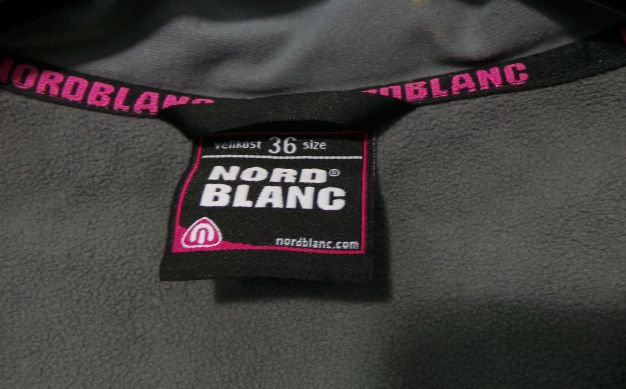 NORDBLANC
NORDBLANC
velikost 36 size
NORD®
BLANC
nordblanc.com